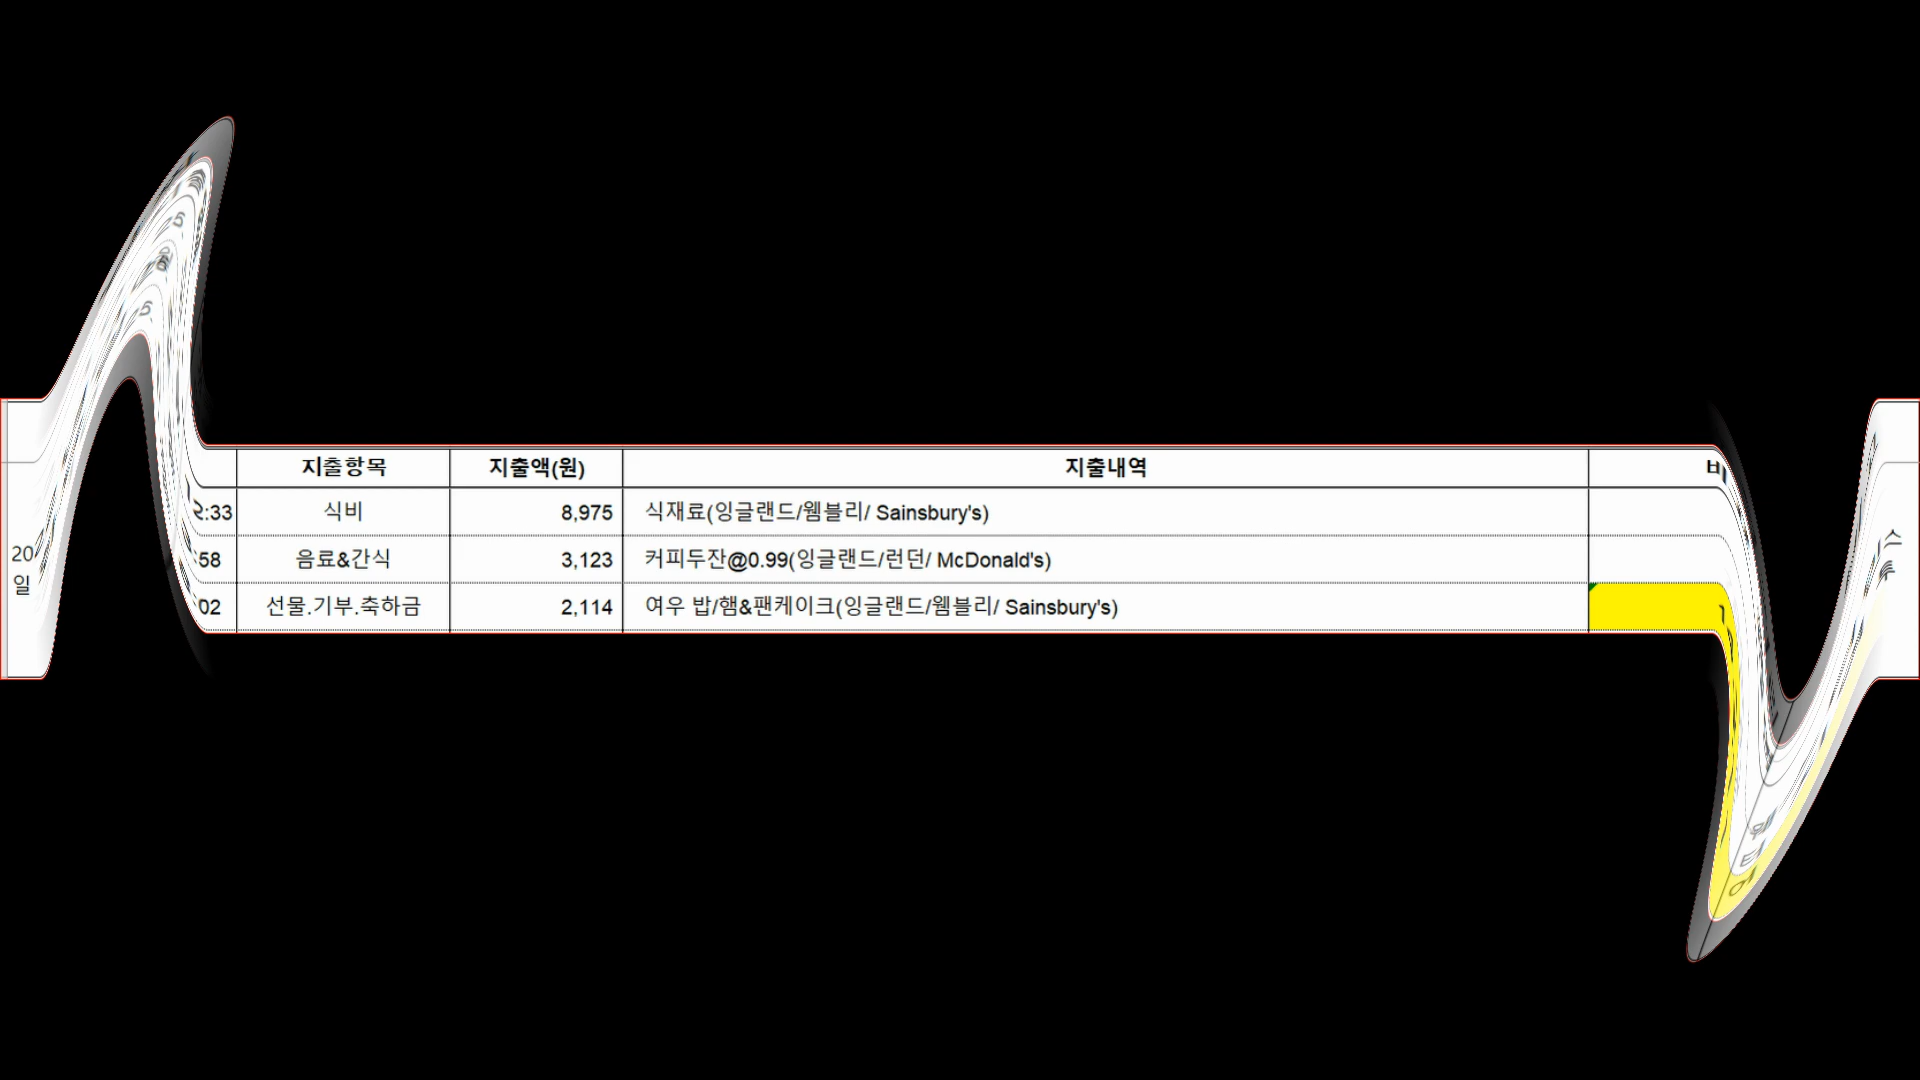 지출항목 지출액(원) 지출내역
:33 식비 8,975 식재료(잉글랜드/웸블리/ Sainsbury's)
58 음료&간식 3,123 커피두잔@0.99(잉글랜드/런던/ McDonald's)
02 선물.기부.축하금 2,114 여우 밥/햄&팬케이크(잉글랜드/웸블리/ Sainsbury's)
20
일